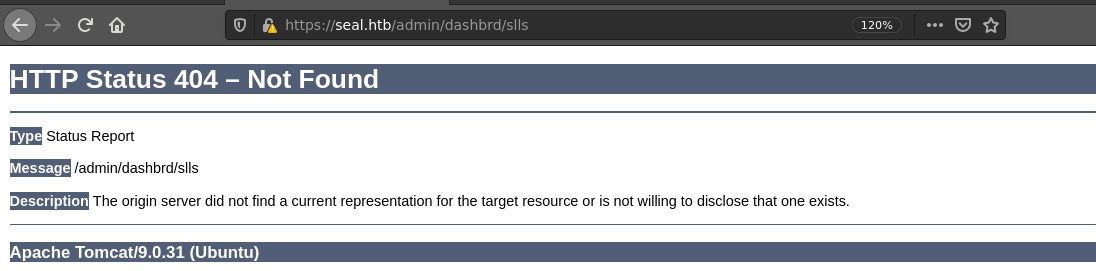 https://seal.htb/admin/dashbrd/slls
120%
HTTP Status 404 – Not Found
Type Status Report
Message /admin/dashbrd/slls
Description The origin server did not find a current representation for the target resource or is not willing to disclose that one exists.
Apache Tomcat/9.0.31 (Ubuntu)